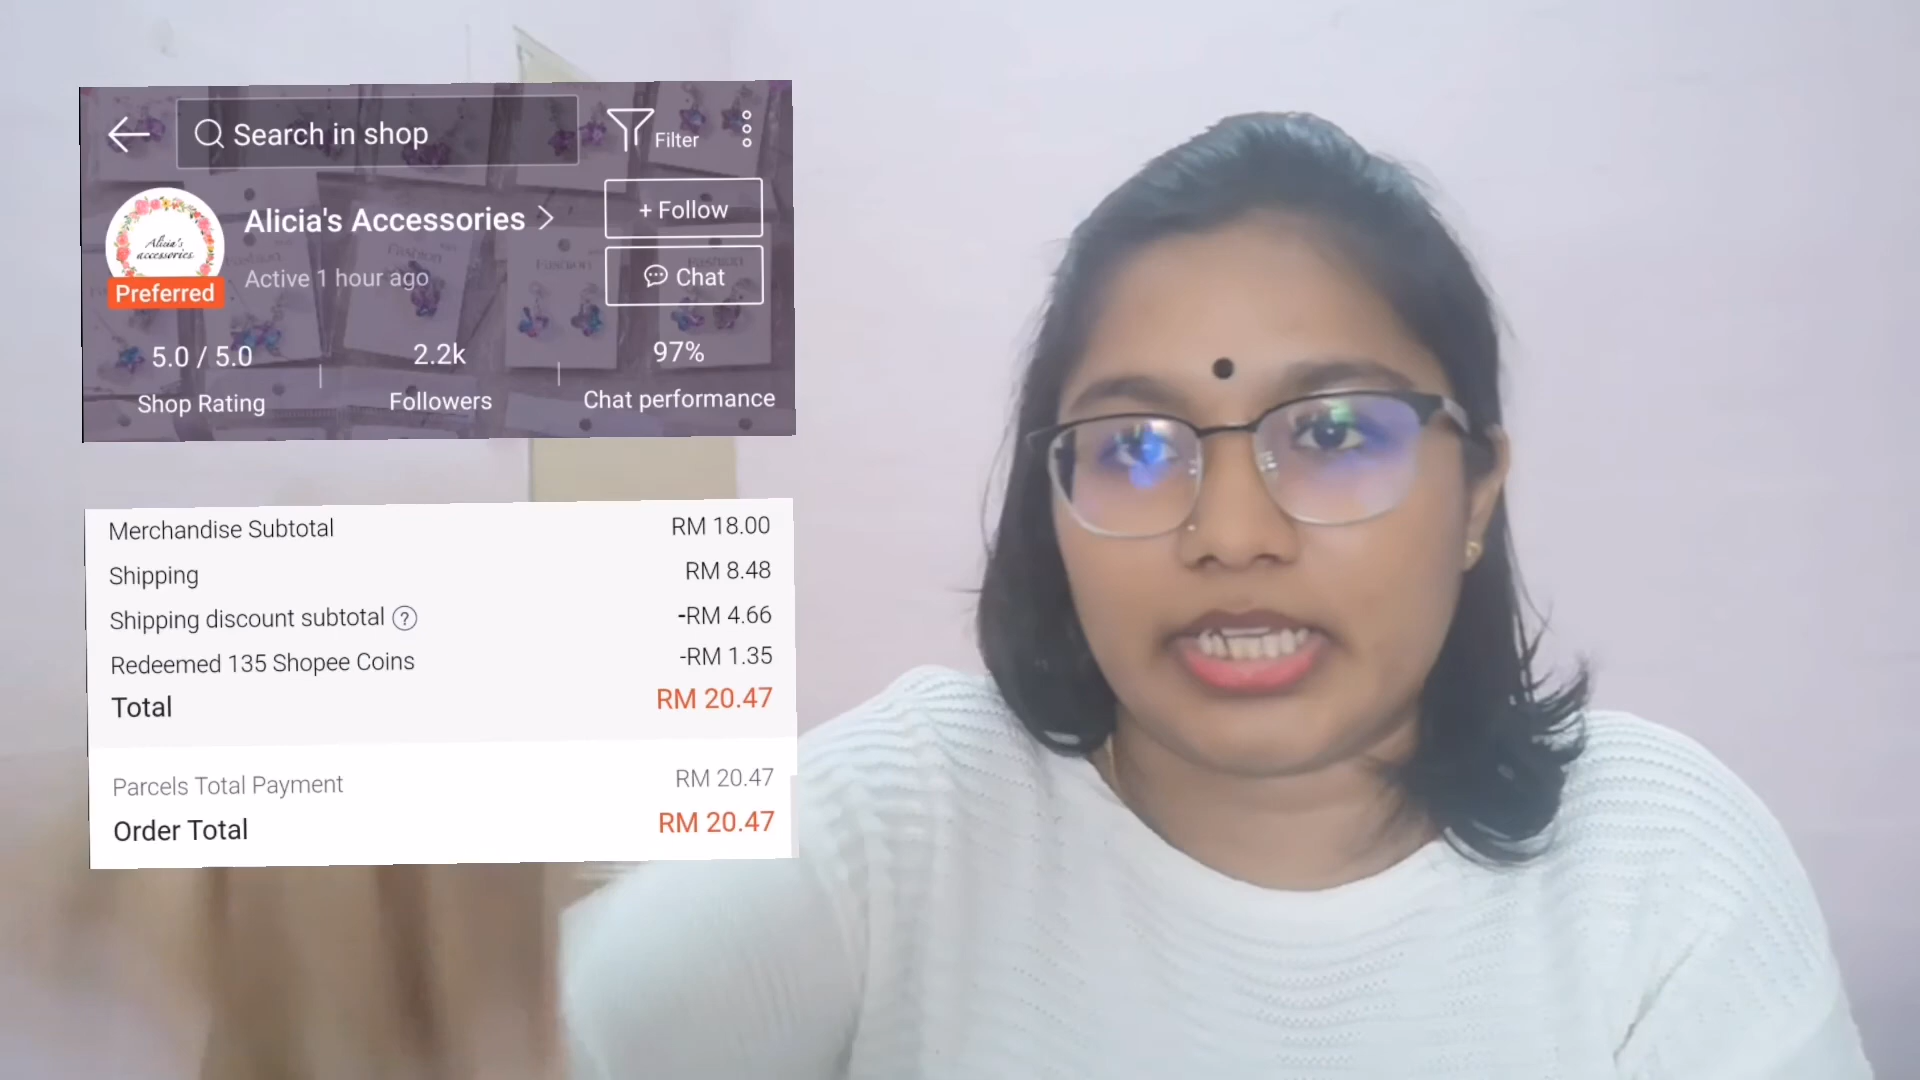 Search in shop
Filter
Alicia's Accessories
+ Follow
Alicia's
accessories
Preferred
Active 1 hour ago
Chat
5.0 / 5.0
2.2k
97%
Shop Rating
Followers
Chat performance
Merchandise Subtotal RM 18.00
Shipping RM 8.48
Shipping discount subtotal ? -RM 4.66
Redeemed 135 Shopee Coins -RM 1.35
Total RM 20.47
Parcels Total Payment RM 20.47
Order Total RM 20.47